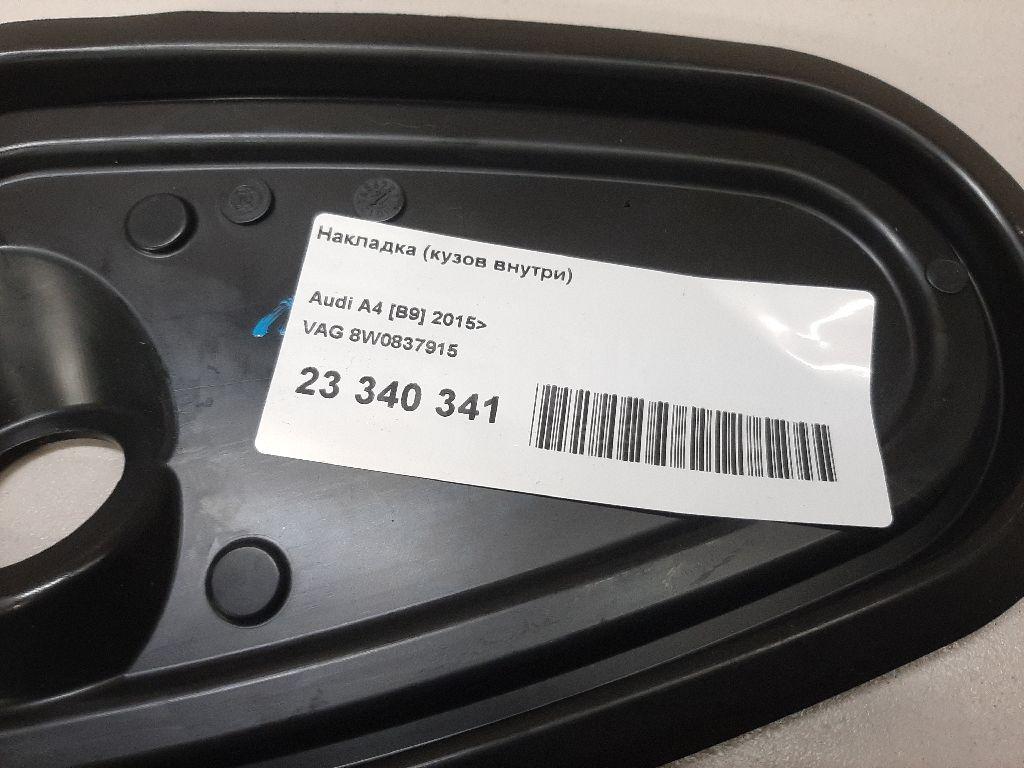 Накладка (кузов внутри)
Audi A4 [B9] 2015>
VAG 8W0837915
23 340 341